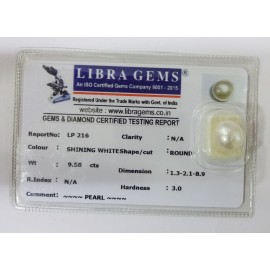 LIBRA GEMS
An ISO Certified Gems Company 9001 - 2015
Registered Under the Trade Marks with Govt. of India
website : www.libragems.co.in
GEMS & DIAMOND CERTIFIED TESTING REPORT
ReportNo: LP 216 Clarity : N/A
Colour : SHINING WHITE Shape/cut : ROUND
Wt : 9.58 cts Dimension : 1.3-2.1-8.9
R.Index : N/A Hardness : 3.0
Comment ~~~~ PEARL ~~~~